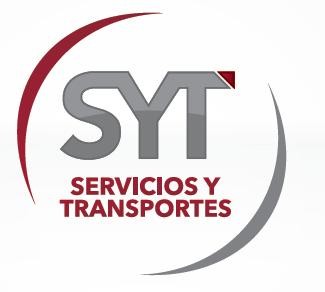 SYT
SERVICIOS Y
TRANSPORTES